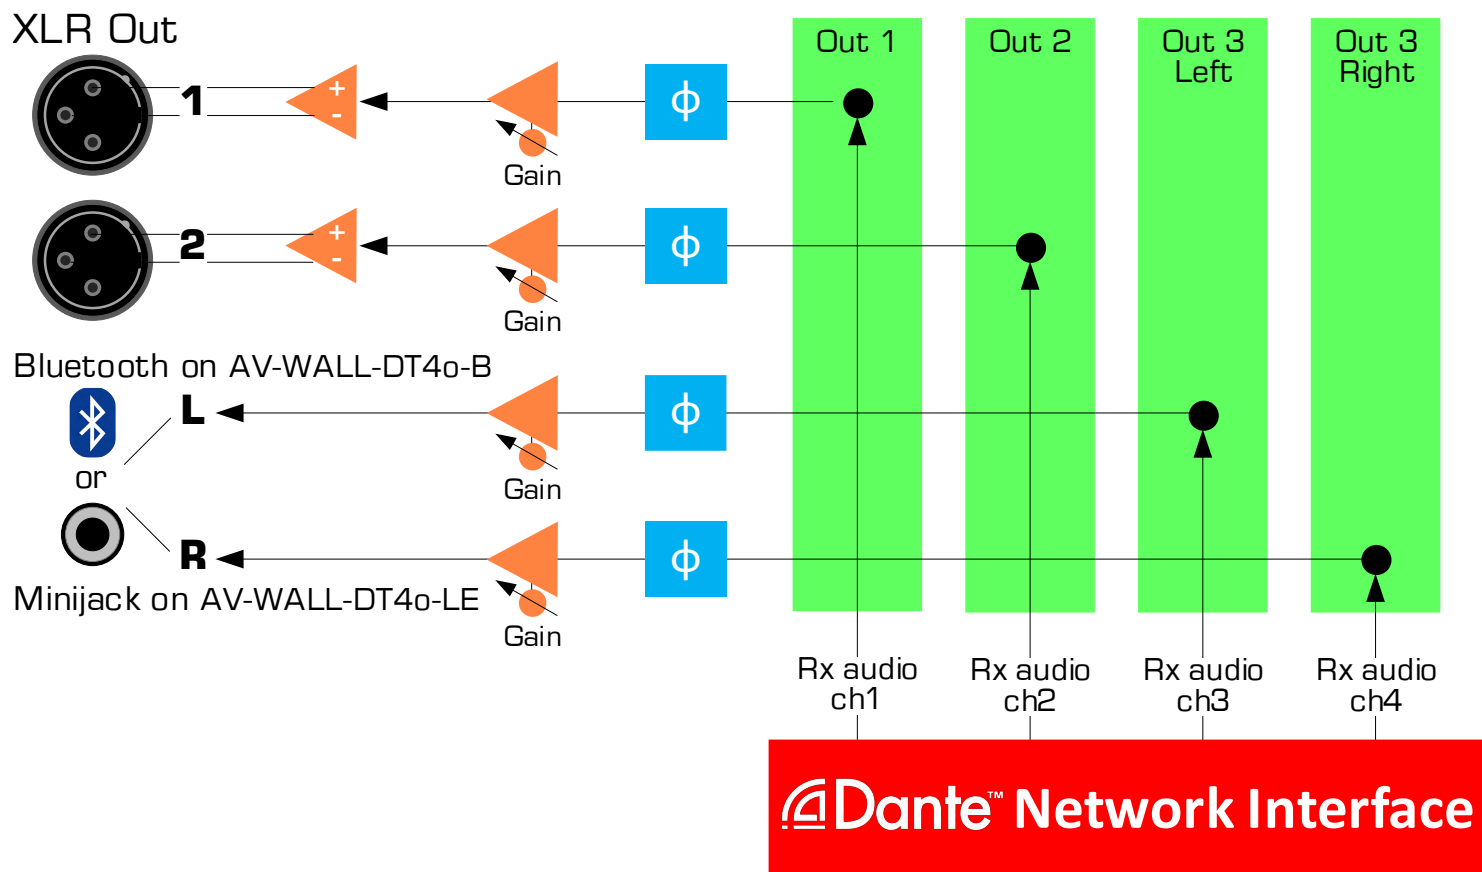 XLR Out
Out 1
Out 2
Out 3
Left
Out 3
Right
1
+
-
ϕ
Gain
2
+
-
ϕ
Gain
Bluetooth on AV-WALL-DT4o-B
L
ϕ
Gain
or
R
ϕ
Gain
Minijack on AV-WALL-DT4o-LE
Rx audio
ch1
Rx audio
ch2
Rx audio
ch3
Rx audio
ch4
Dante™ Network Interface